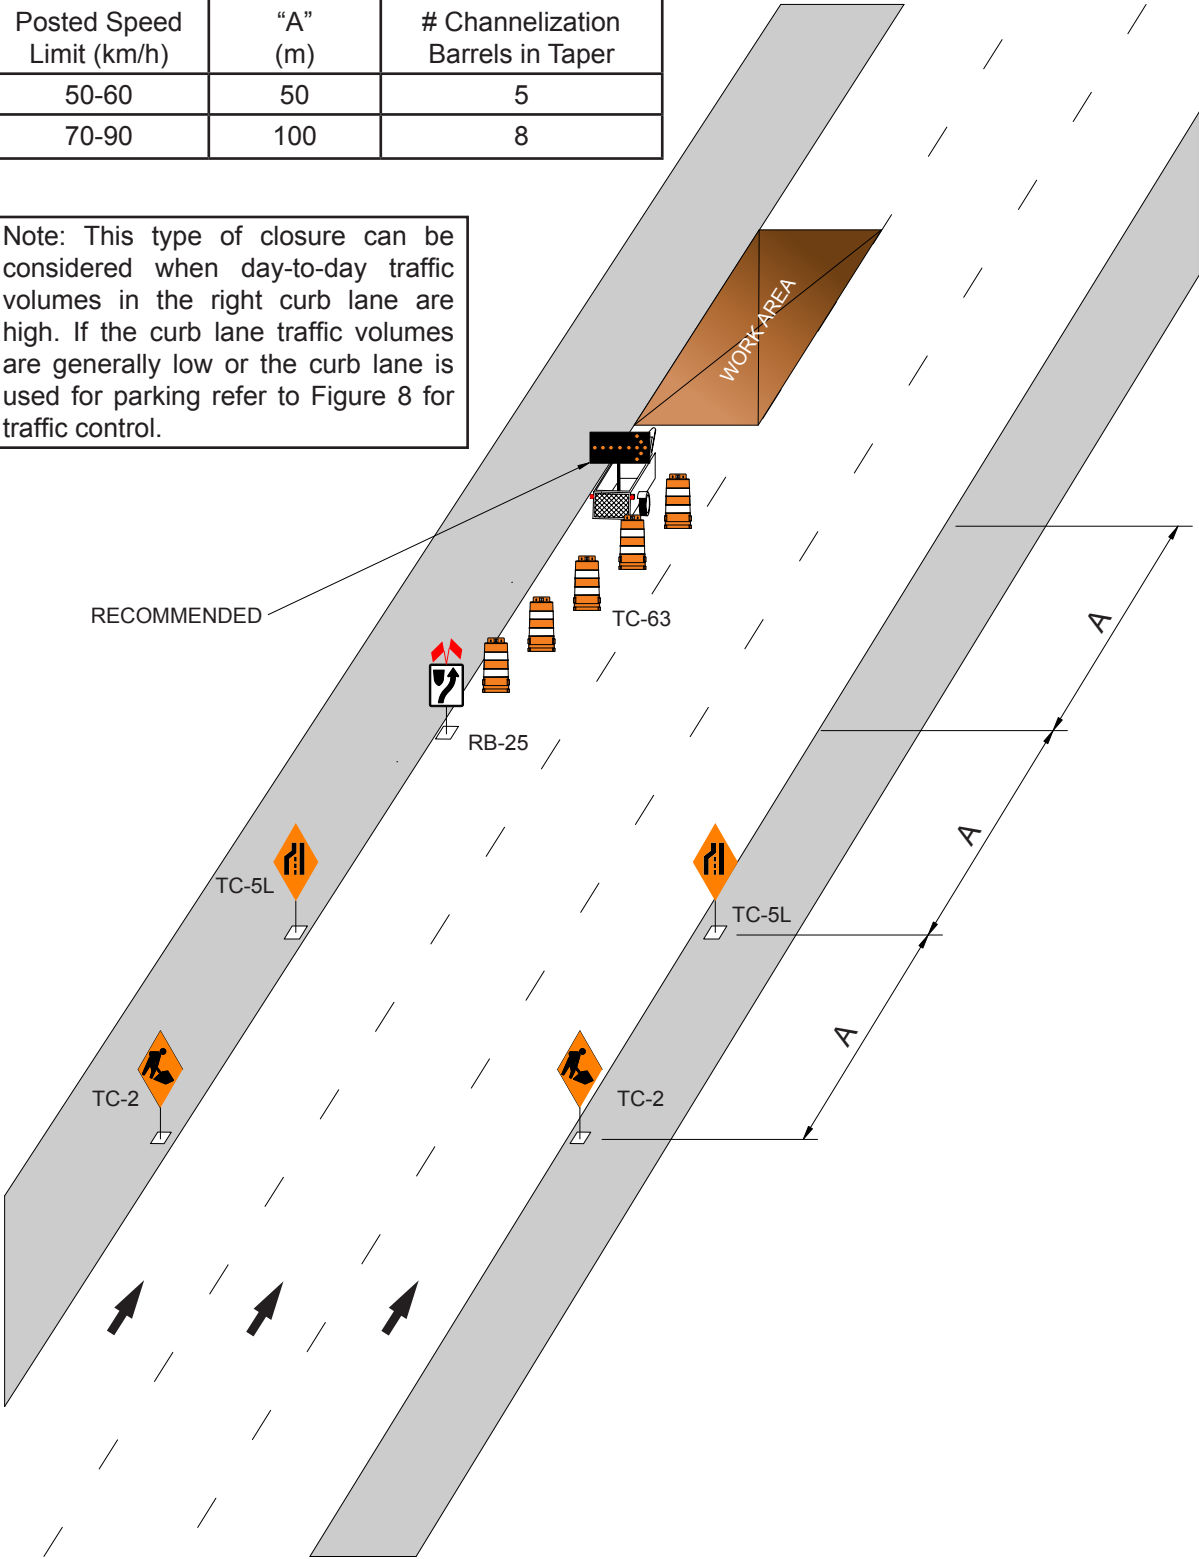 Posted Speed Limit (km/h) "A" (m) # Channelization Barrels in Taper
50-60 50 5
70-90 100 8
Note: This type of closure can be
considered when day-to-day traffic
volumes in the right curb lane are
high. If the curb lane traffic volumes
are generally low or the curb lane is
used for parking refer to Figure 8 for
traffic control.
WORK AREA
RECOMMENDED
TC-63
A
RB-25
A
TC-5L
TC-5L
A
TC-2
TC-2